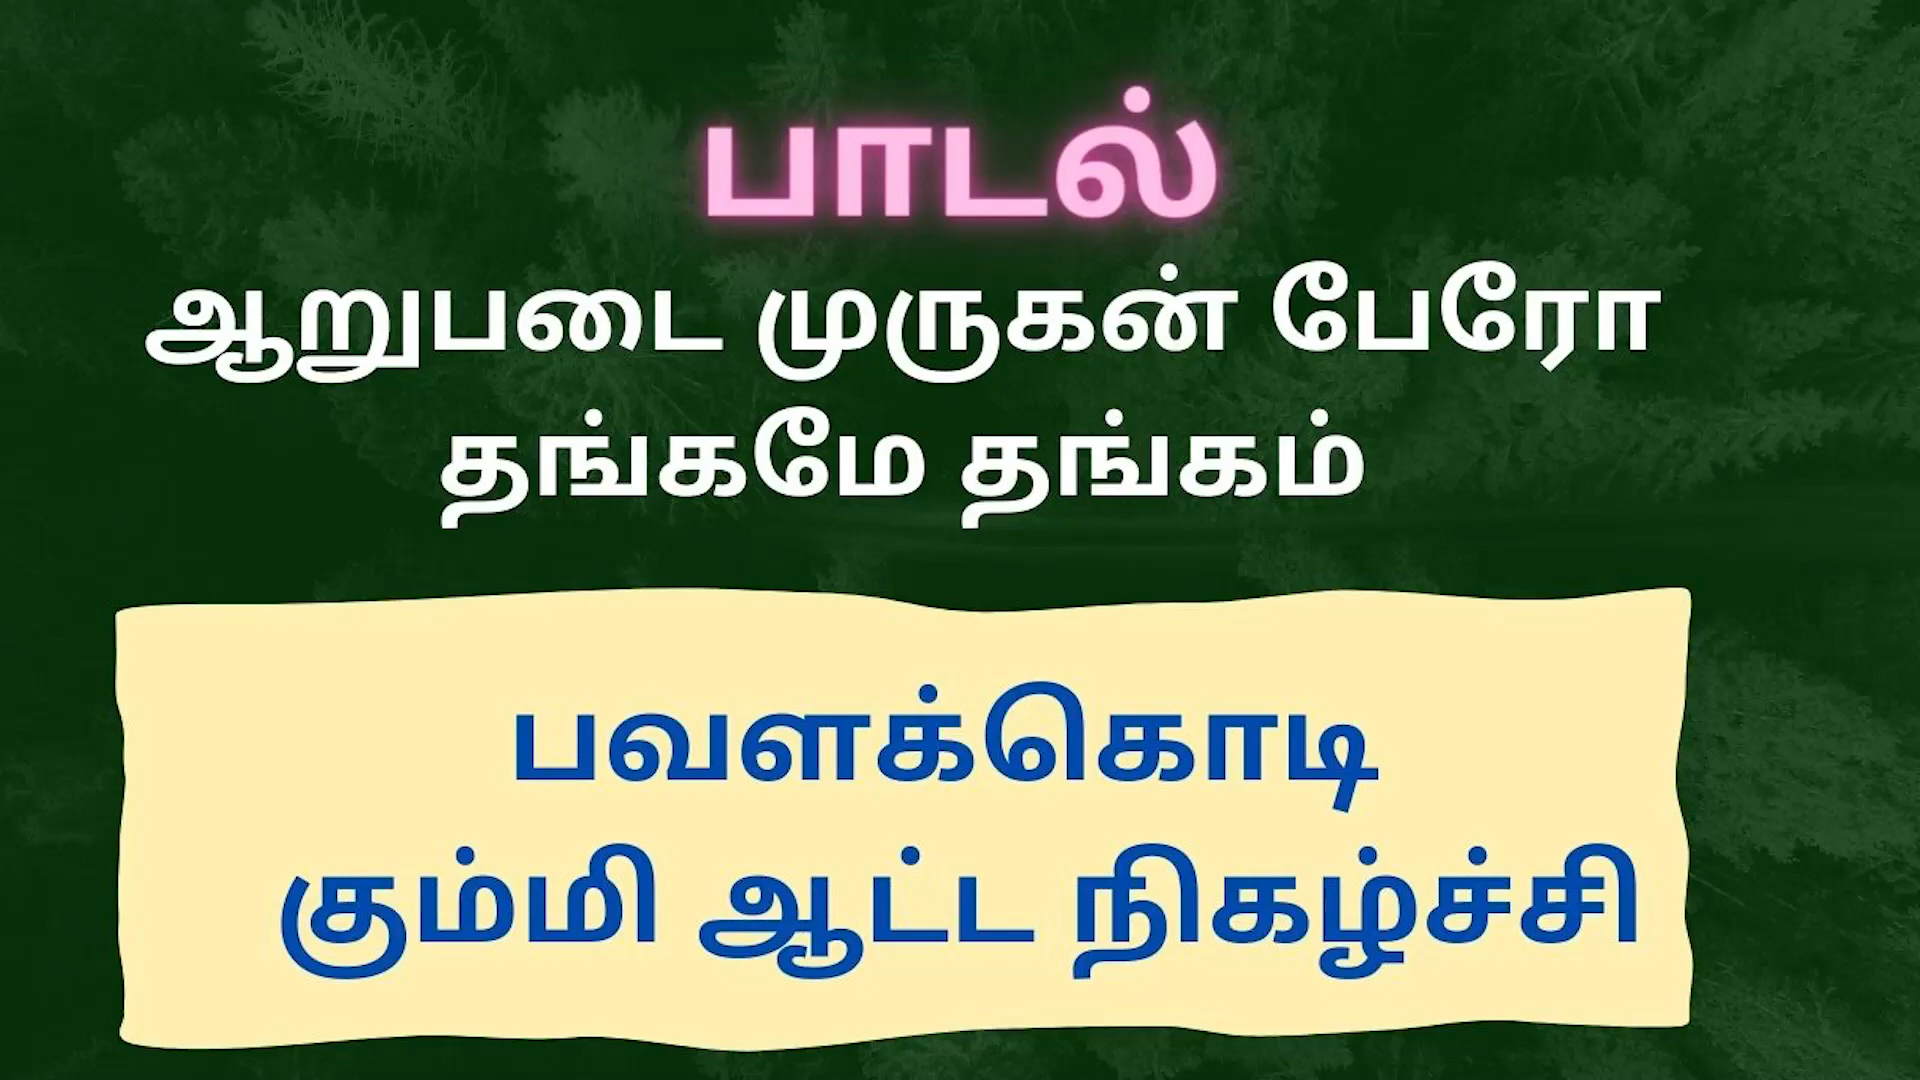 பாடல்
ஆறுபடை முருகன் பேரோ
தங்கமே தங்கம்
பவளக்கொடி
கும்மி ஆட்ட நிகழ்ச்சி